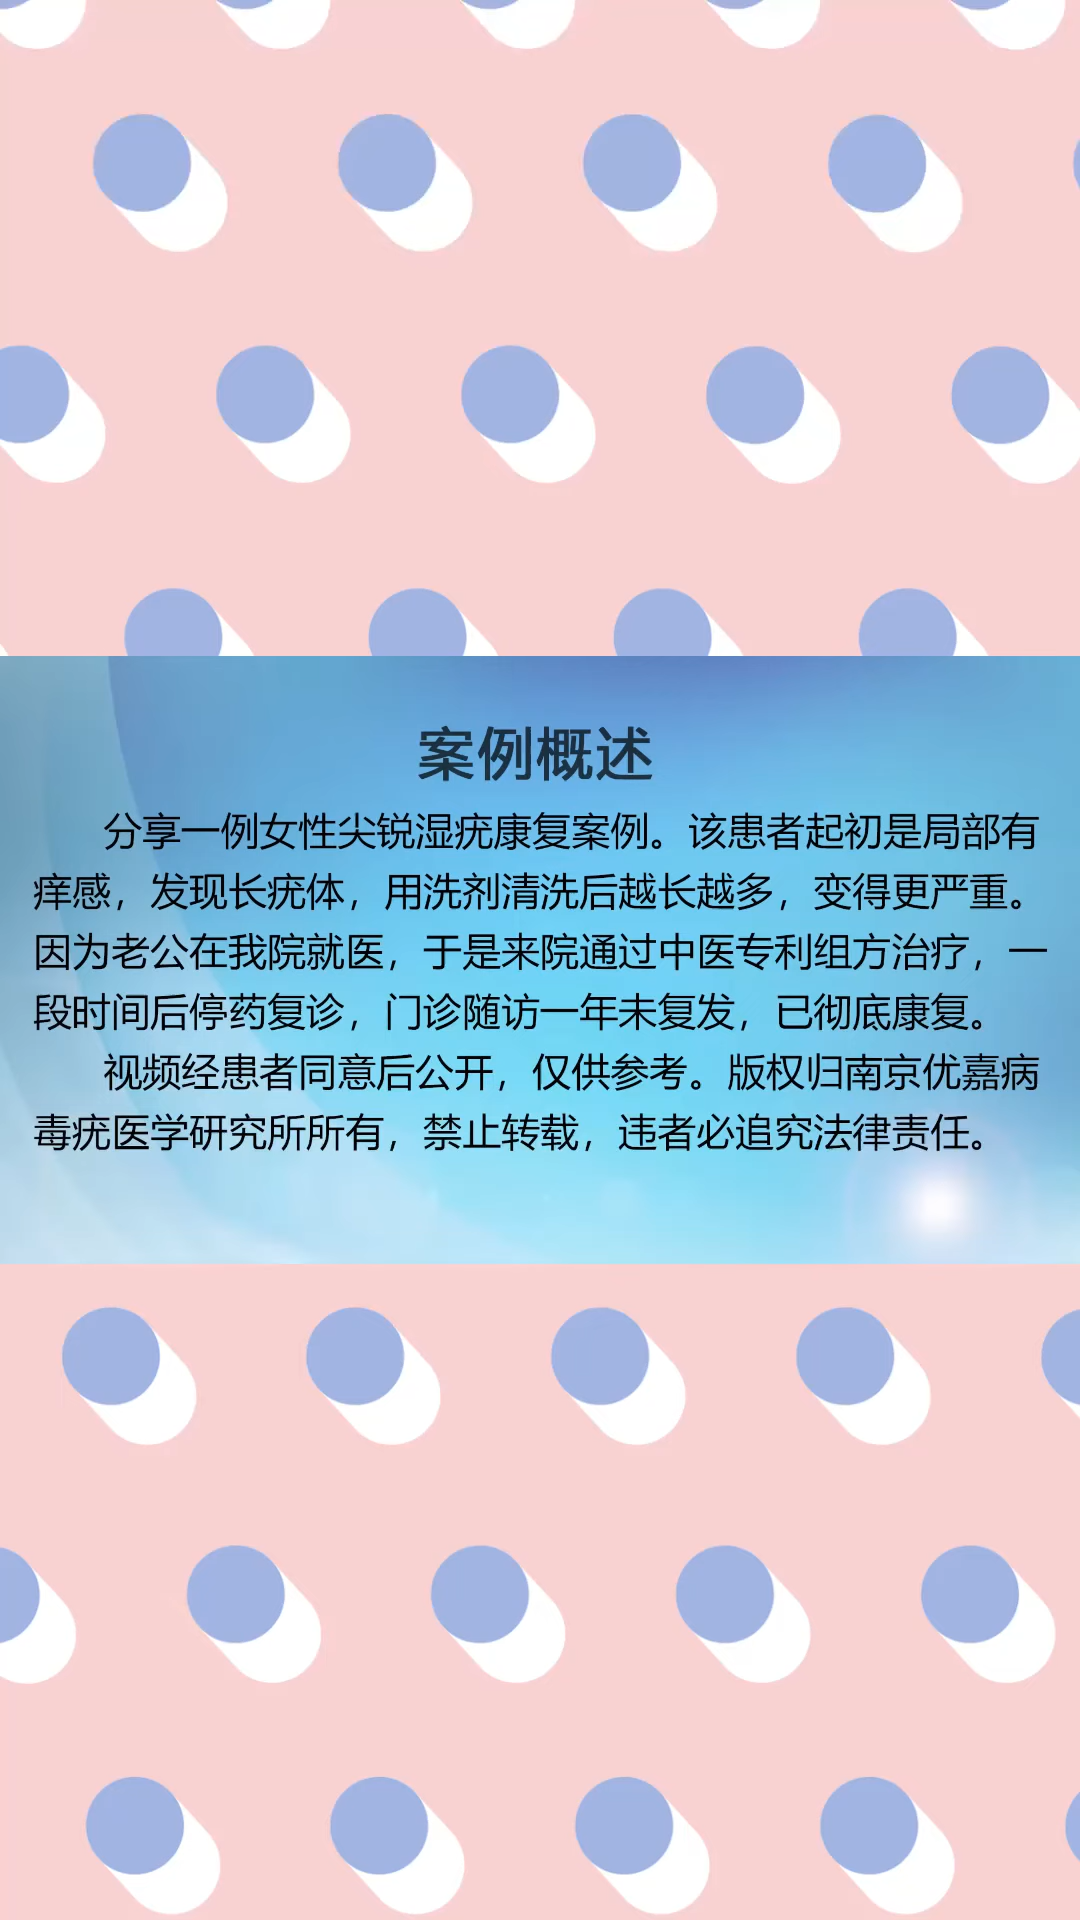 案例概述
分享一例女性尖锐湿疣康复案例。该患者起初是局部有
痒感，发现长疣体，用洗剂清洗后越长越多，变得更严重。
因为老公在我院就医，于是来院通过中医专利组方治疗，一
段时间后停药复诊，门诊随访一年未复发，已彻底康复。
视频经患者同意后公开，仅供参考。版权归南京优嘉病
毒疣医学研究所所有，禁止转载，违者必追究法律责任。